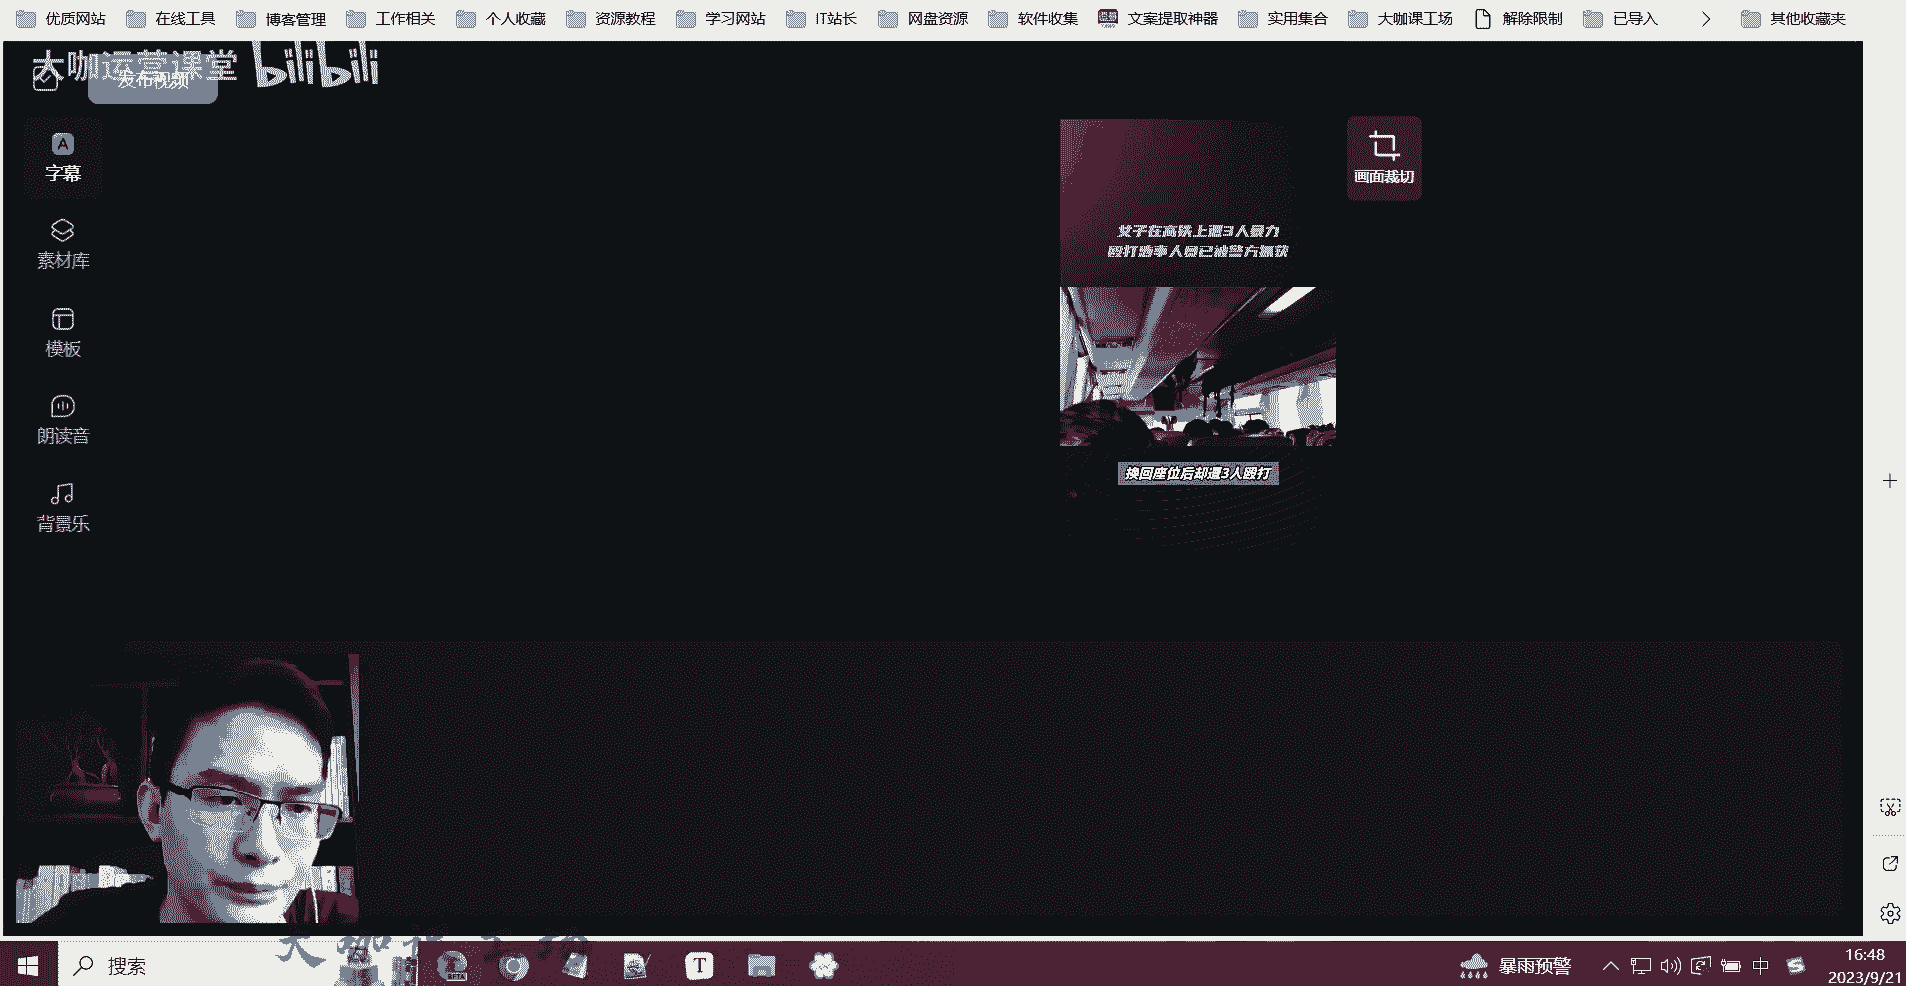 优质网站
在线工具
博客管理
工作相关
个人收藏
资源教程
学习网站
IT站长
网盘资源
软件收集
文案提取神器
实用集合
大咖课工场
解除限制
已导入
其他收藏夹
大咖运营课堂 bilibili
发布视频
字幕
素材库
模板
朗读音
背景乐
女子在高铁上遭3人暴力
殴打涉事人员已被警方抓获
画面裁切
换回座位后却遭3人殴打
搜索
BETA
T
暴雨预警
中
16:48
2023/9/21